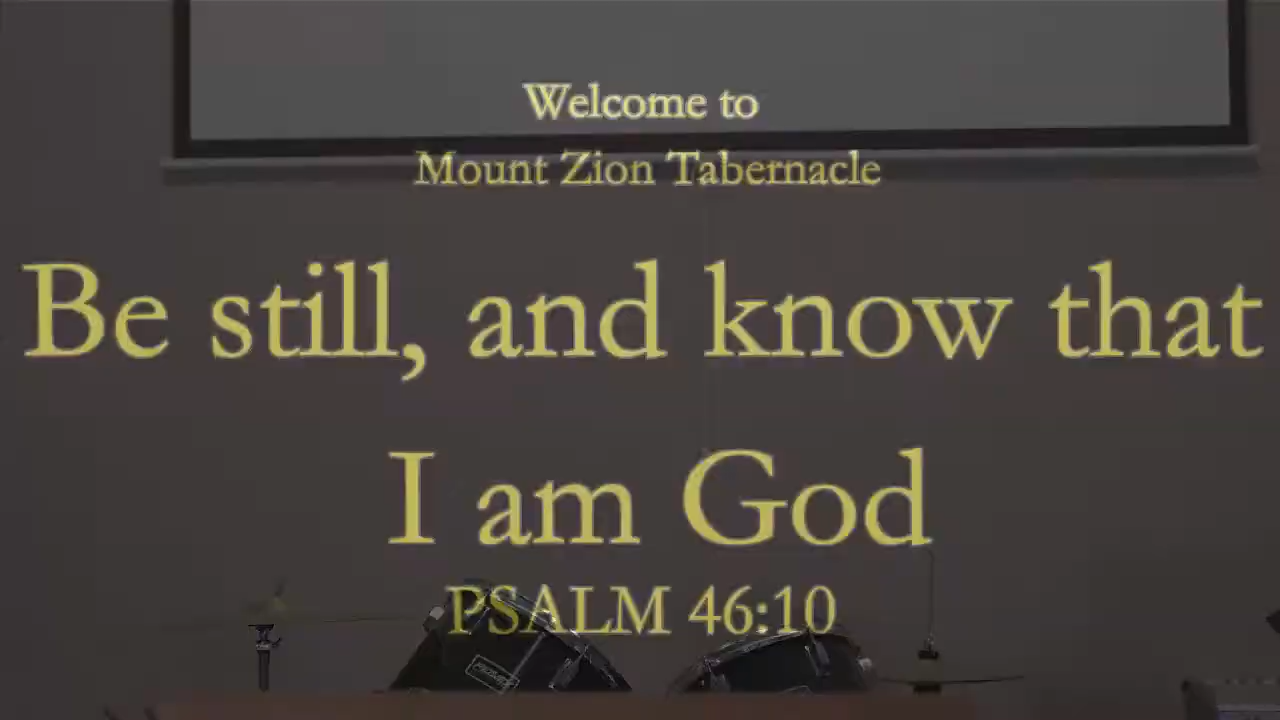 Welcome to
Mount Zion Tabernacle
Be still, and know that
I am God
PSALM 46:10